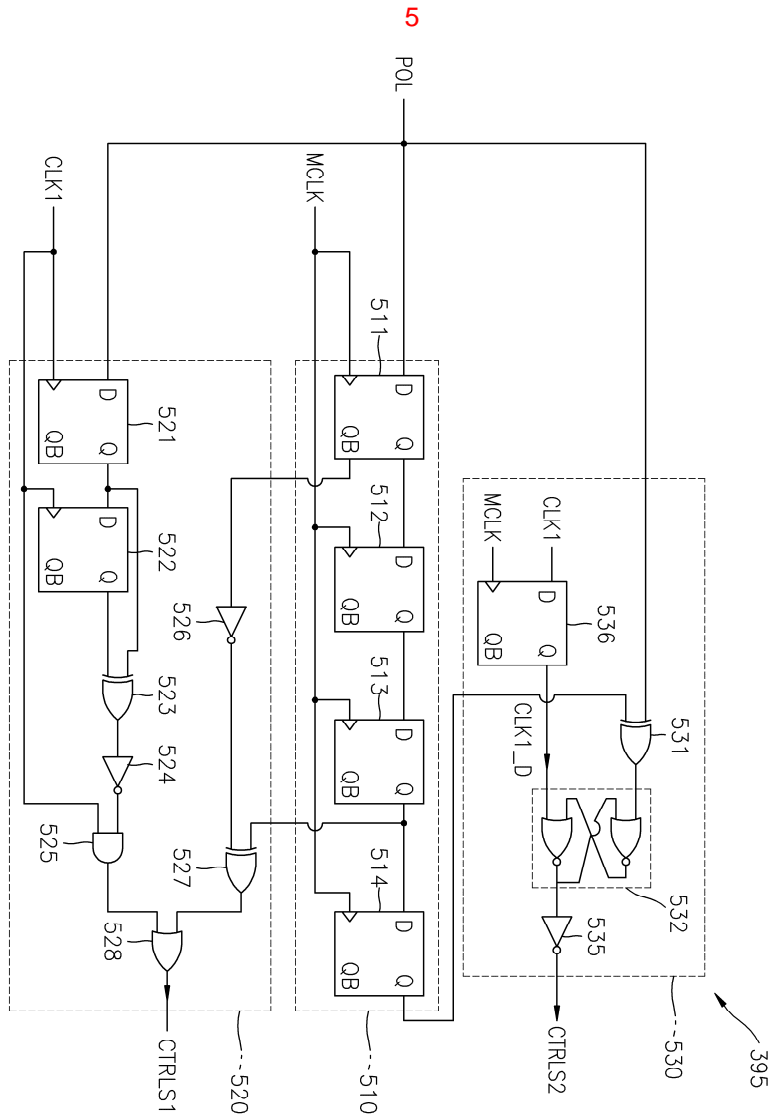 5
POL
CLK1
MCLK
511
D
Q
QB
512
D
Q
QB
513
D
Q
QB
514
D
Q
QB
510
521
D
Q
QB
522
D
Q
QB
523
524
525
526
527
528
CTRLS1
520
CLK1
MCLK
536
D
Q
QB
CLK1_D
531
532
535
CTRLS2
530
395